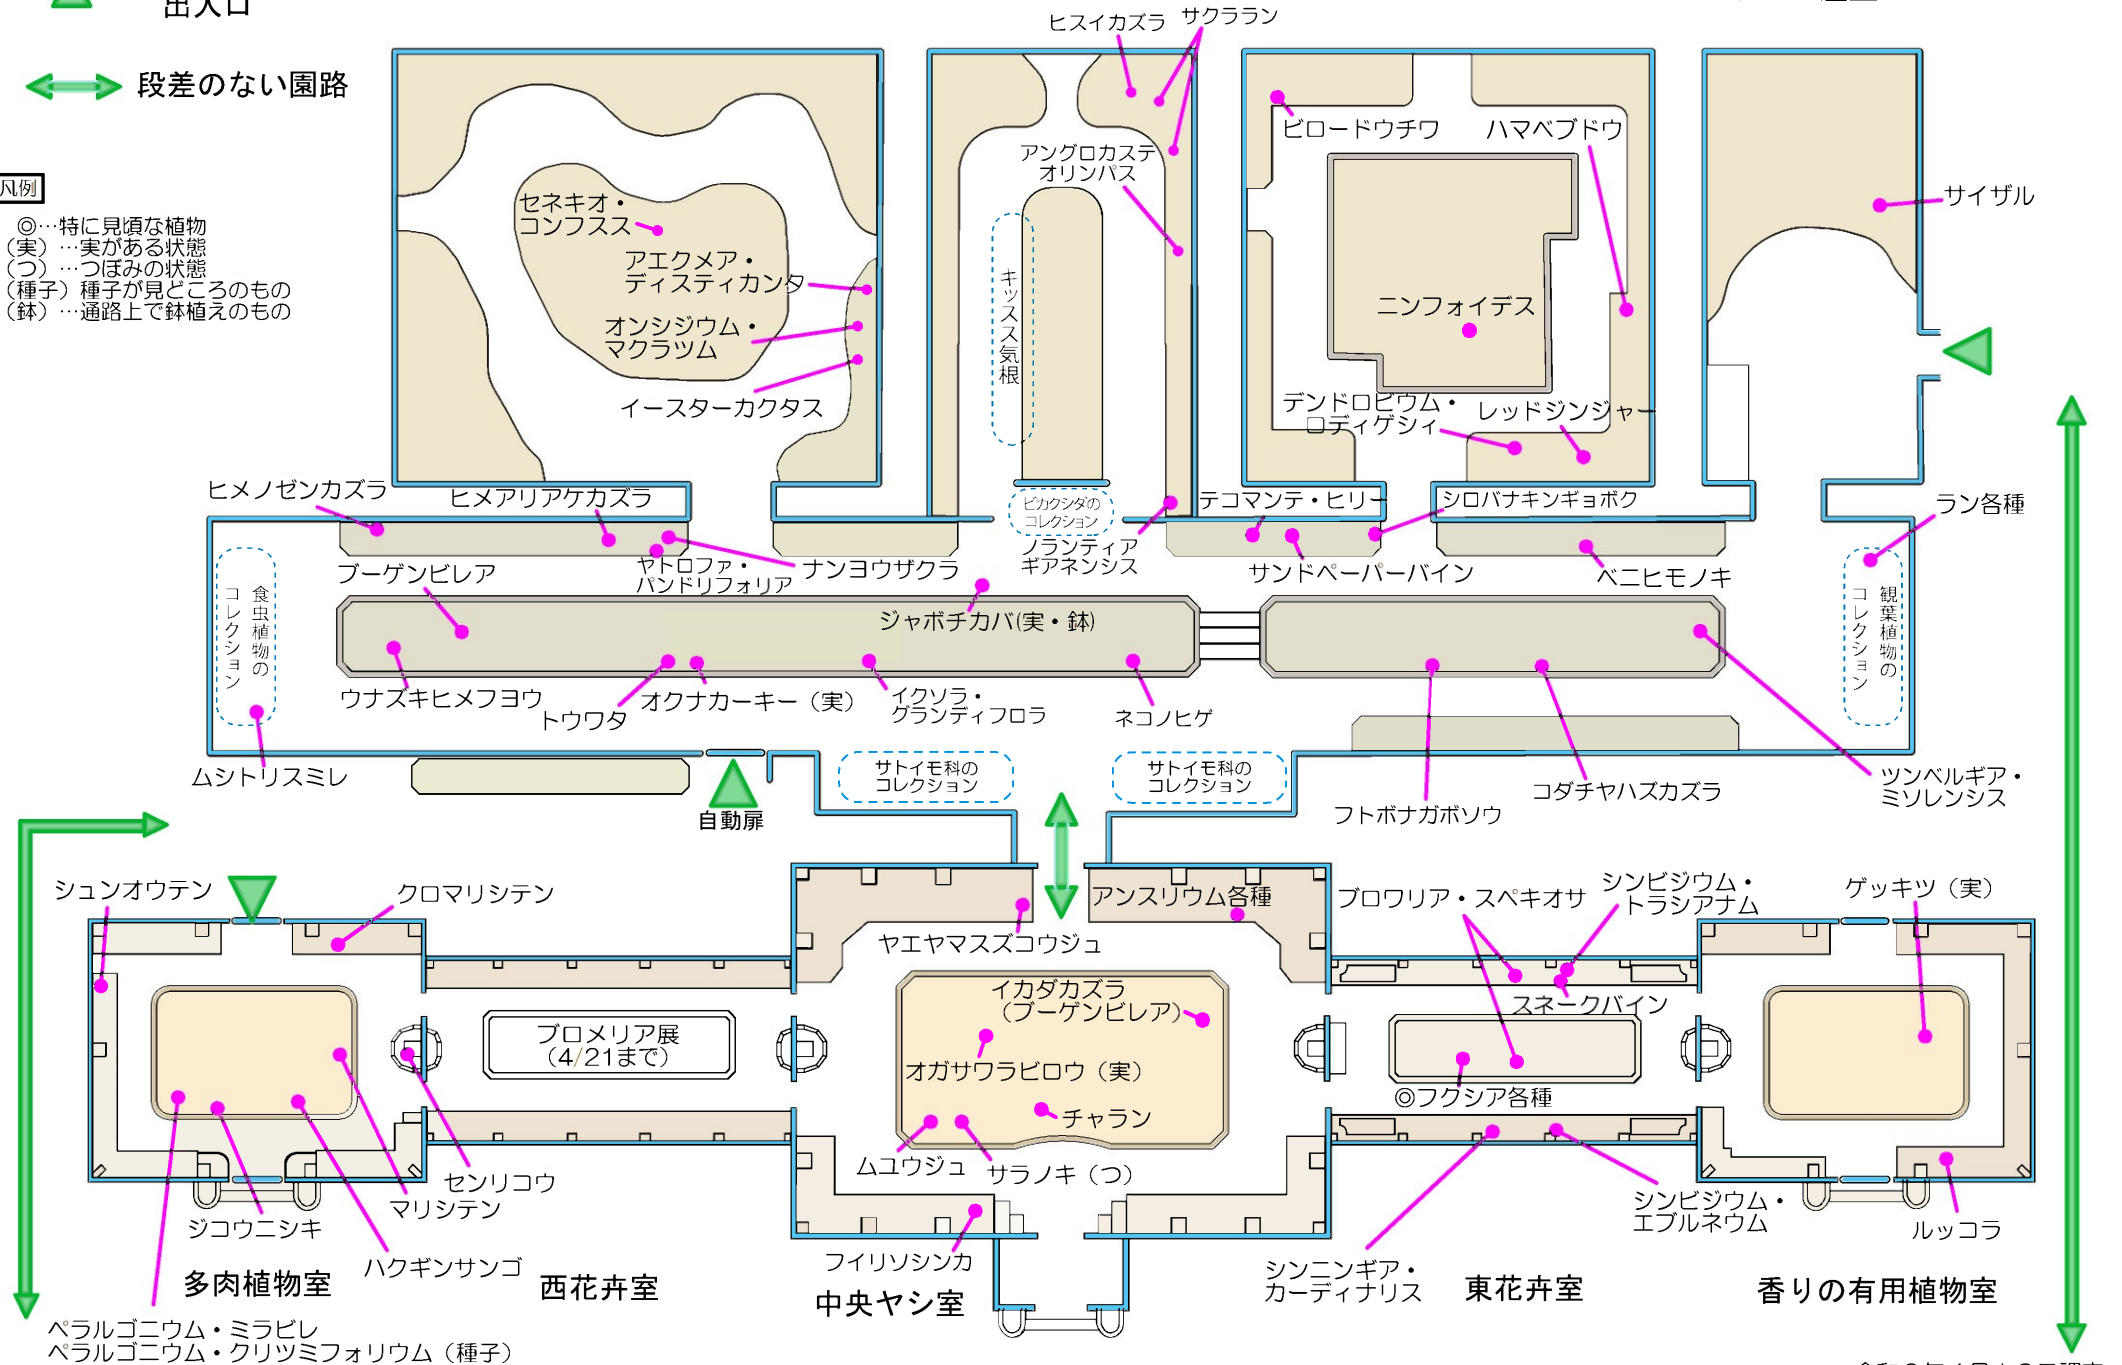 出入口
段差のない園路
凡例
◎…特に見頃な植物
（実）…実がある状態
（つ）…つぼみの状態
（種子）種子が見どころのもの
（鉢）…通路上で鉢植えのもの
ヒスイカズラ
サクララン
アングロカステ
オリンパス
キッスス気根
ビカクシダの
コレクション
ノランティア
ギアネンシス
セネキオ・
コンフスス
アエクメア・
ディスティカンタ
オンシジウム・
マクラツム
イースターカクタス
ビロードウチワ
ハマベブドウ
ニンフォイデス
デンドロビウム・
ロディゲシィ
レッドジンジャー
サイザル
ヒメノゼンカズラ
ヒメアリアケカズラ
ヤトロファ・
パンドリフォリア
ナンヨウザクラ
テコマンテ・ヒリー
シロバナキンギョボク
サンドペーパーバイン
ベニヒモノキ
ラン各種
食虫植物の
コレクション
観葉植物の
コレクション
ブーゲンビレア
ジャボチカバ(実・鉢)
ウナズキヒメフヨウ
トウワタ
オクナカーキー（実）
イクソラ・
グランディフロラ
ネコノヒゲ
ムシトリスミレ
自動扉
サトイモ科の
コレクション
サトイモ科の
コレクション
フトボナガボソウ
コダチヤハズカズラ
ツンベルギア・
ミソレンシス
シュンオウテン
クロマリシテン
ヤエヤマスズコウジュ
アンスリウム各種
ブロワリア・スペキオサ
シンビジウム・
トラシアナム
ゲッキツ（実）
スネークバイン
ブロメリア展
（4/21まで）
イカダカズラ
（ブーゲンビレア）
オガサワラビロウ（実）
チャラン
ムユウジュ
サラノキ（つ）
◎フクシア各種
センリコウ
マリシテン
ジコウニシキ
ハクギンサンゴ
フイリソシンカ
シンニンギア・
カーディナリス
シンビジウム・
エブルネウム
ルッコラ
多肉植物室
西花卉室
中央ヤシ室
東花卉室
香りの有用植物室
ペラルゴニウム・ミラビレ
ペラルゴニウム・クリツミフォリウム（種子）